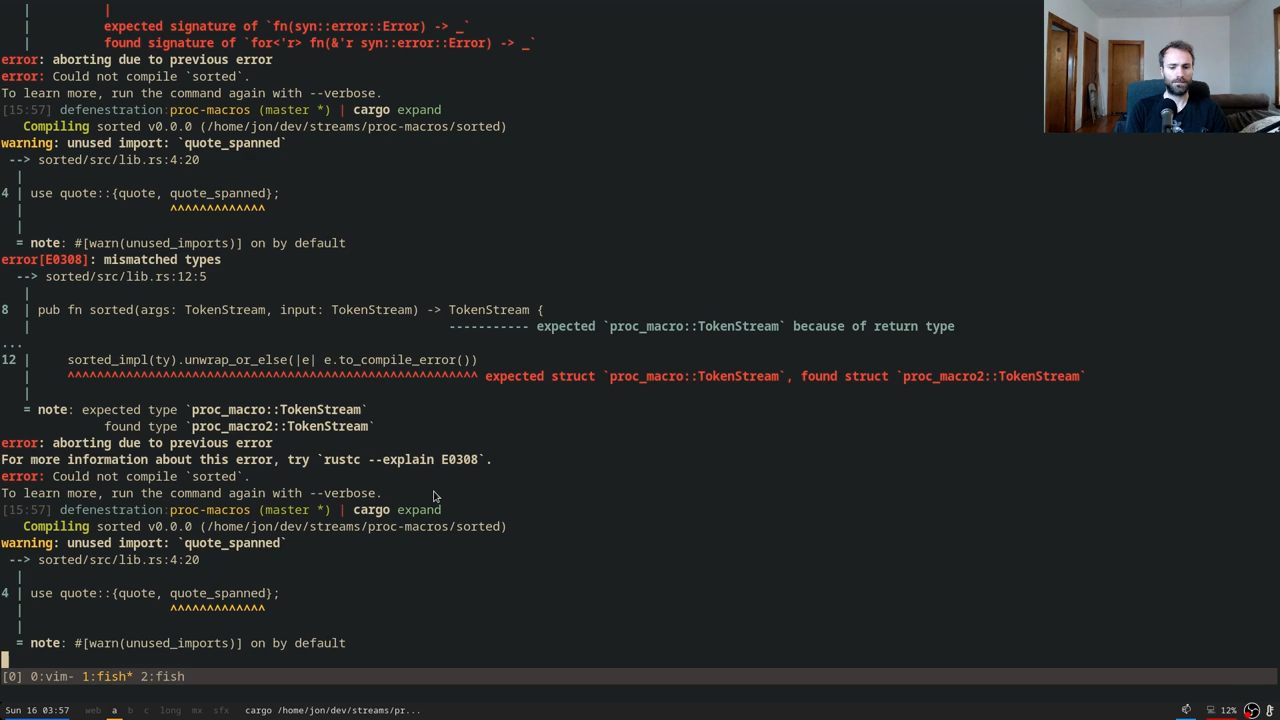 expected signature of `fn(syn::error::Error) -> _`
found signature of `for<'r> fn(&'r syn::error::Error) -> _`
error: aborting due to previous error
error: Could not compile `sorted`.
To learn more, run the command again with --verbose.
[15:57] defenestration:proc-macros (master *) | cargo expand
Compiling sorted v0.0.0 (/home/jon/dev/streams/proc-macros/sorted)
warning: unused import: `quote_spanned`
--> sorted/src/lib.rs:4:20
|
4 | use quote::{quote, quote_spanned};
| ^^^^^^^^^^^^^
|
= note: #[warn(unused_imports)] on by default
error[E0308]: mismatched types
--> sorted/src/lib.rs:12:5
|
8 | pub fn sorted(args: TokenStream, input: TokenStream) -> TokenStream {
| ----------- expected `proc_macro::TokenStream` because of return type
...
12 | sorted_impl(ty).unwrap_or_else(|e| e.to_compile_error())
| ^^^^^^^^^^^^^^^^^^^^^^^^^^^^^^^^^^^^^^^^^^^^^^^^^^^^^^^^ expected struct `proc_macro::TokenStream`, found struct `proc_macro2::TokenStream`
|
= note: expected type `proc_macro::TokenStream`
found type `proc_macro2::TokenStream`
error: aborting due to previous error
For more information about this error, try `rustc --explain E0308`.
error: Could not compile `sorted`.
To learn more, run the command again with --verbose.
[15:57] defenestration:proc-macros (master *) | cargo expand
Compiling sorted v0.0.0 (/home/jon/dev/streams/proc-macros/sorted)
warning: unused import: `quote_spanned`
--> sorted/src/lib.rs:4:20
|
4 | use quote::{quote, quote_spanned};
| ^^^^^^^^^^^^^
|
= note: #[warn(unused_imports)] on by default
[0] 0:vim- 1:fish* 2:fish
Sun 16 03:57 web a b c long mx sfx cargo /home/jon/dev/streams/pr... 12%